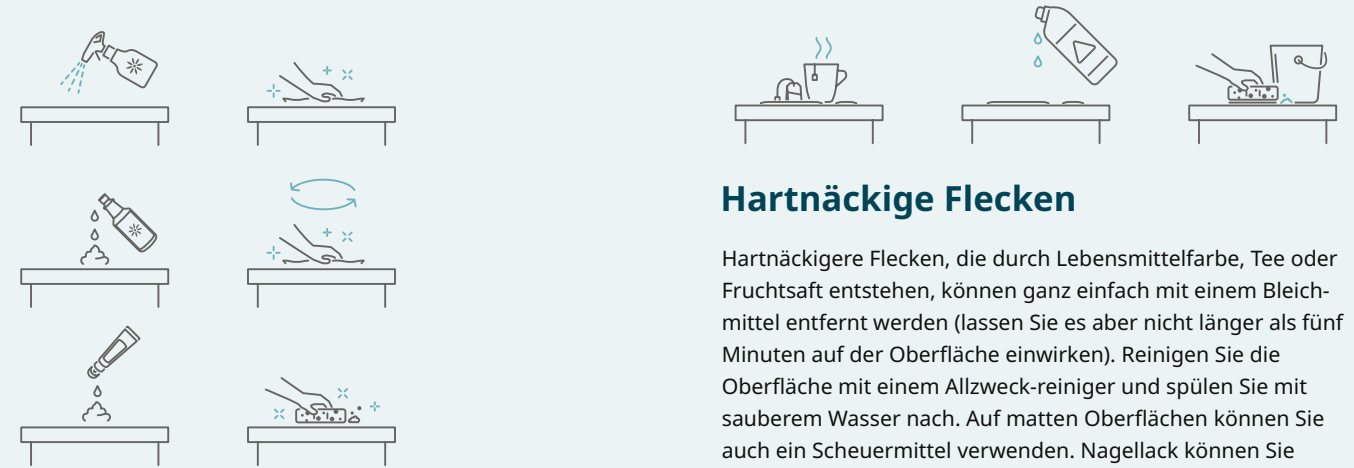 Hartnäckige Flecken
Hartnäckigere Flecken, die durch Lebensmittelfarbe, Tee oder
Fruchtsaft entstehen, können ganz einfach mit einem Bleich-
mittel entfernt werden (lassen Sie es aber nicht länger als fünf
Minuten auf der Oberfläche einwirken). Reinigen Sie die
Oberfläche mit einem Allzweck-reiniger und spülen Sie mit
sauberem Wasser nach. Auf matten Oberflächen können Sie
auch ein Scheuermittel verwenden. Nagellack können Sie